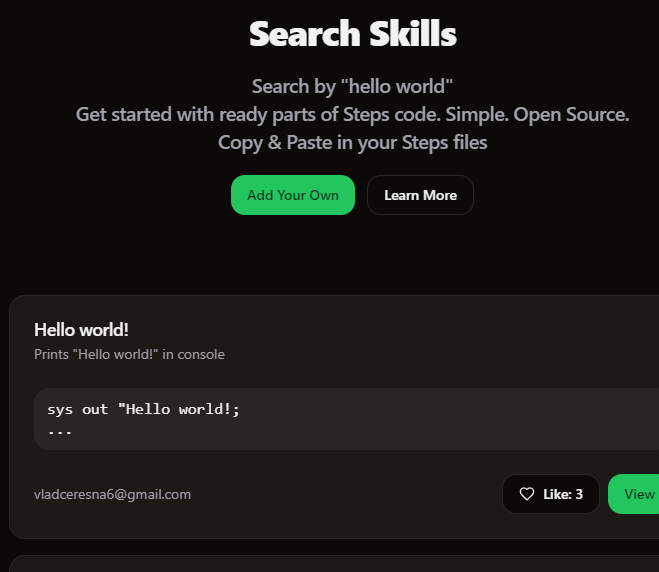 Search Skills
Search by "hello world"
Get started with ready parts of Steps code. Simple. Open Source.
Copy & Paste in your Steps files
Add Your Own
Learn More
Hello world!
Prints "Hello world!" in console
sys out "Hello world!;
...
vladceresna6@gmail.com
Like: 3
View